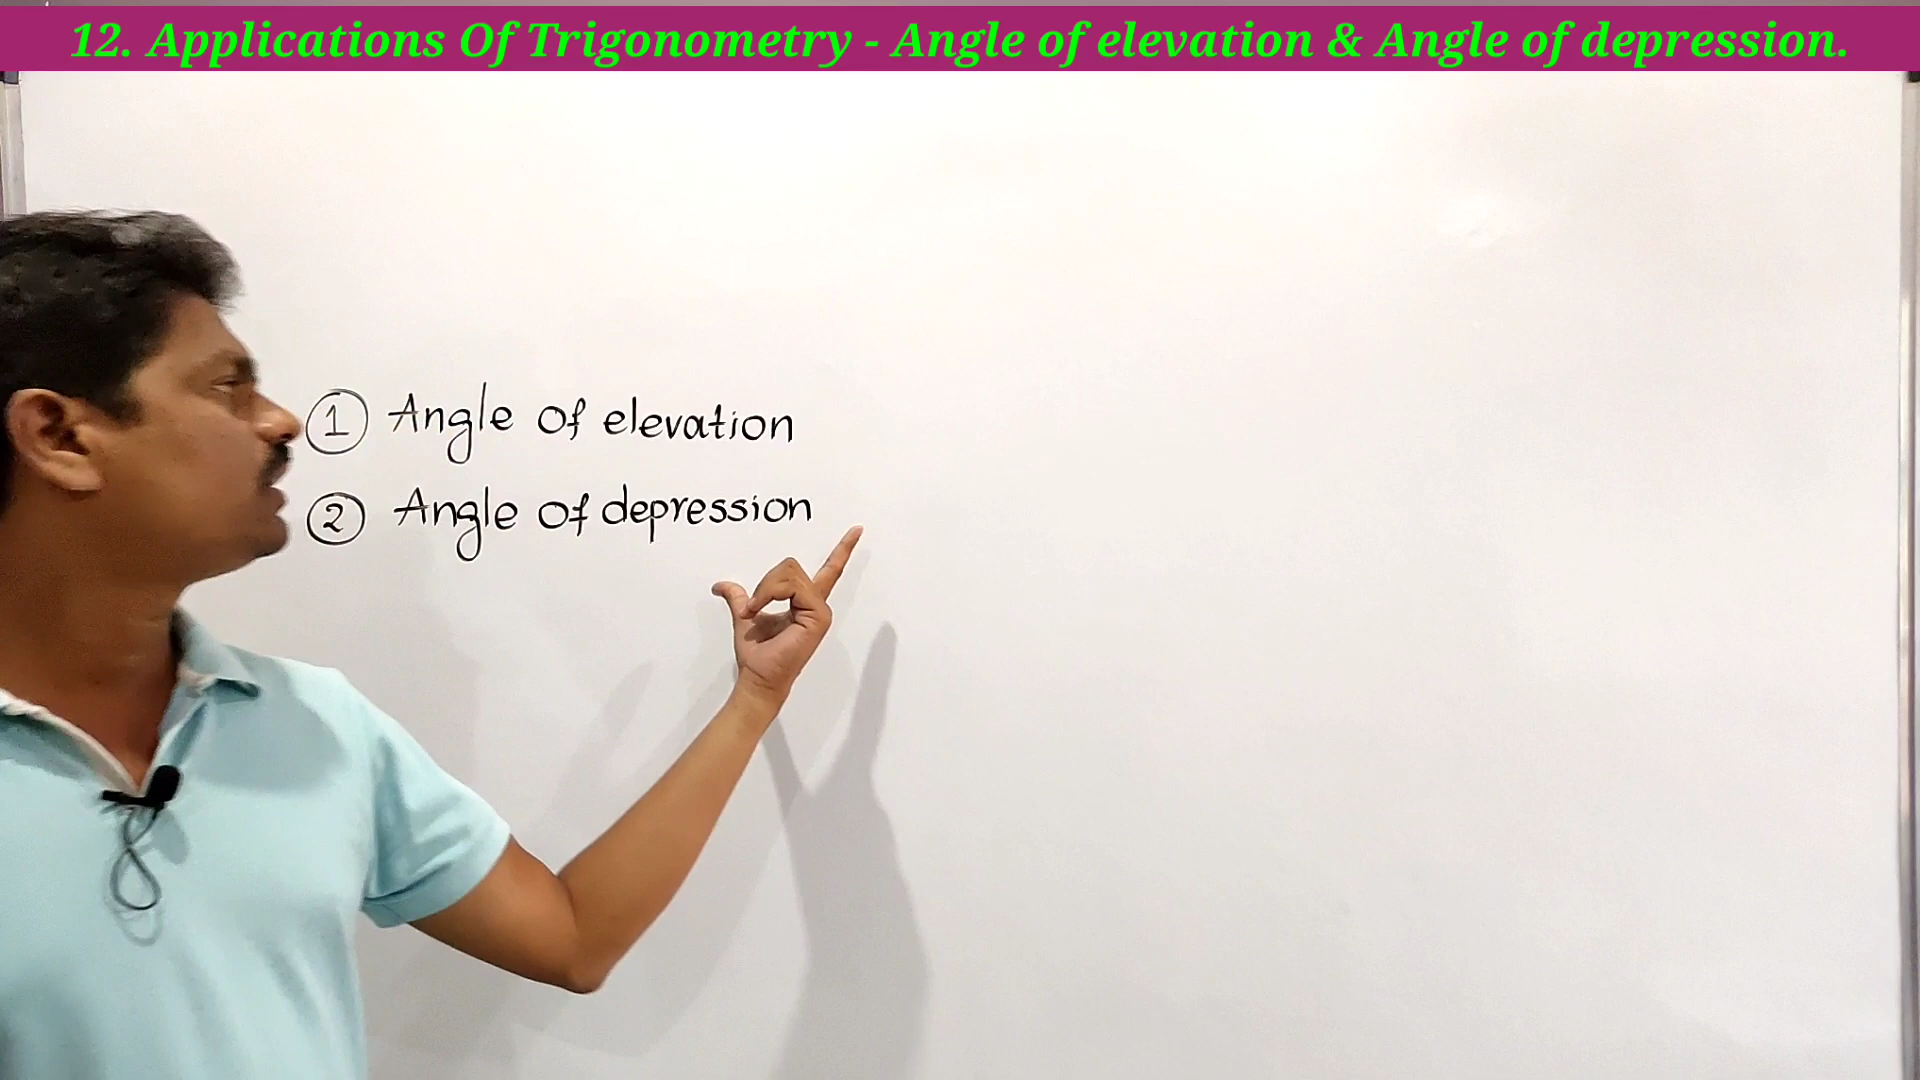 12. Applications Of Trigonometry - Angle of elevation & Angle of depression.
1 Angle of elevation
2 Angle of depression